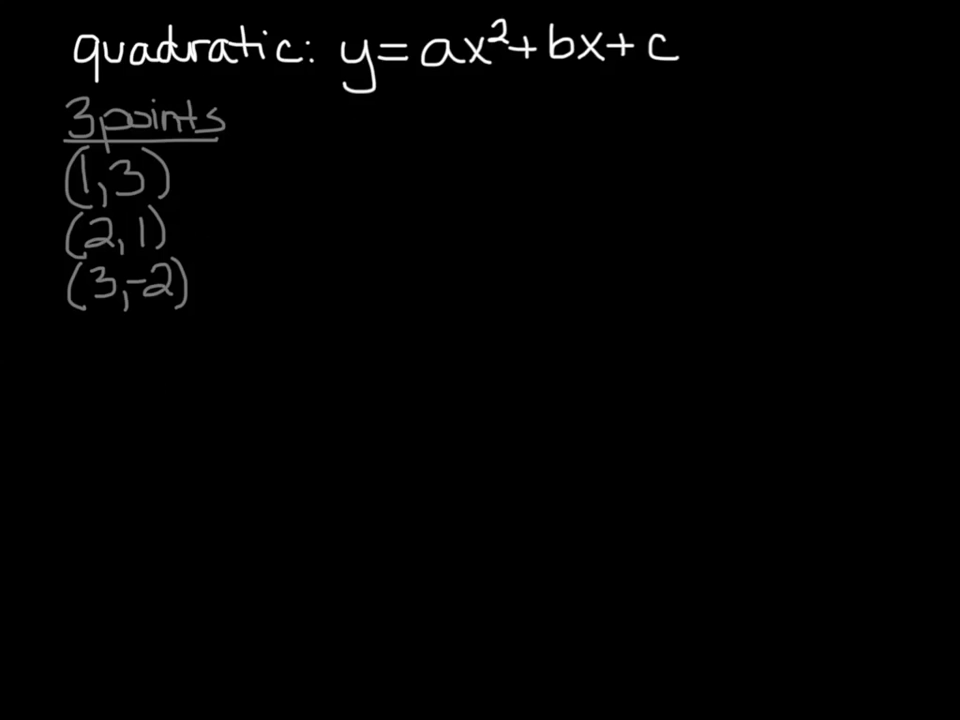 quadratic: y=ax²+bx+c
3 points
(1,3)
(2,1)
(3,-2)